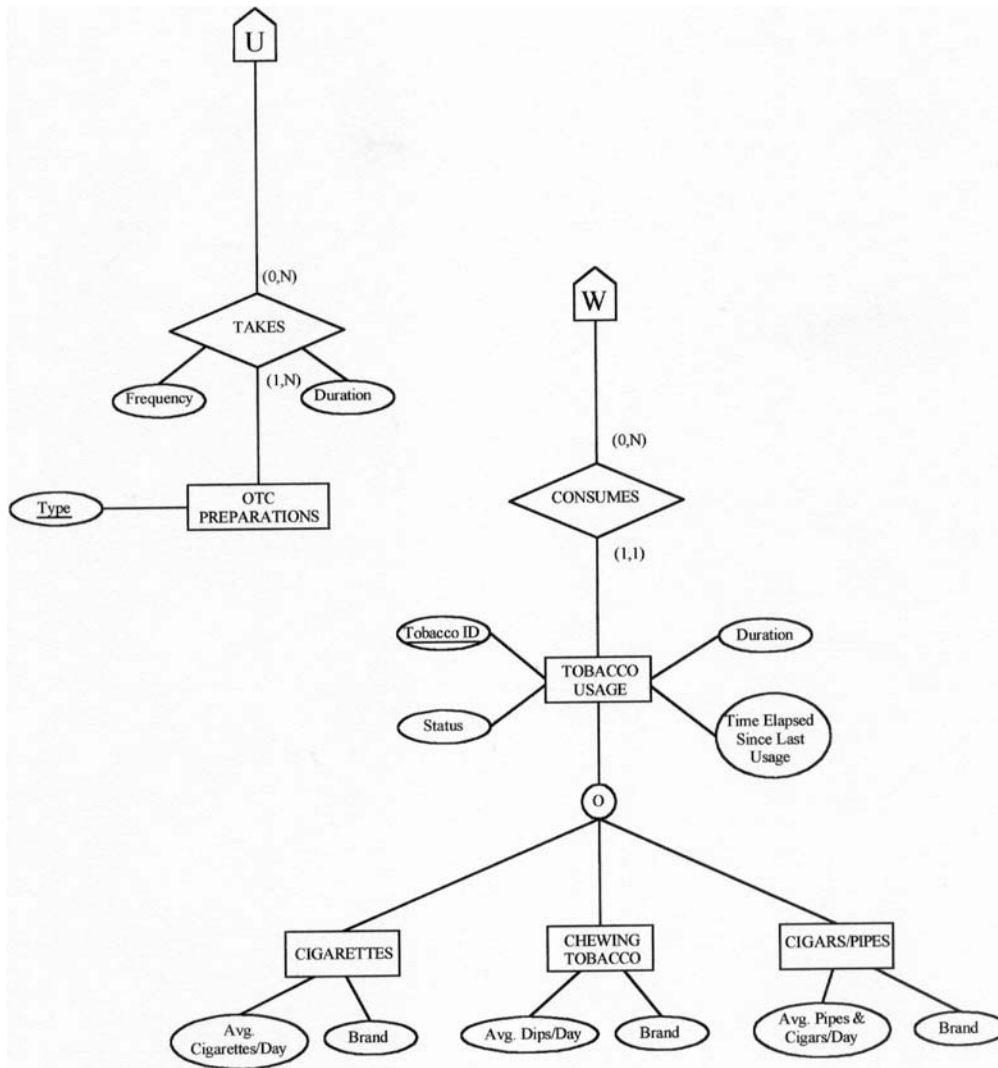 U
(0,N)
TAKES
(1,N)
Frequency
Duration
Type
OTC
PREPARATIONS
W
(0,N)
CONSUMES
(1,1)
Tobacco ID
Duration
TOBACCO
USAGE
Status
Time Elapsed
Since Last
Usage
O
CIGARETTES
CHEWING
TOBACCO
CIGARS/PIPES
Avg.
Cigarettes/Day
Brand
Avg. Dips/Day
Brand
Avg. Pipes &
Cigars/Day
Brand